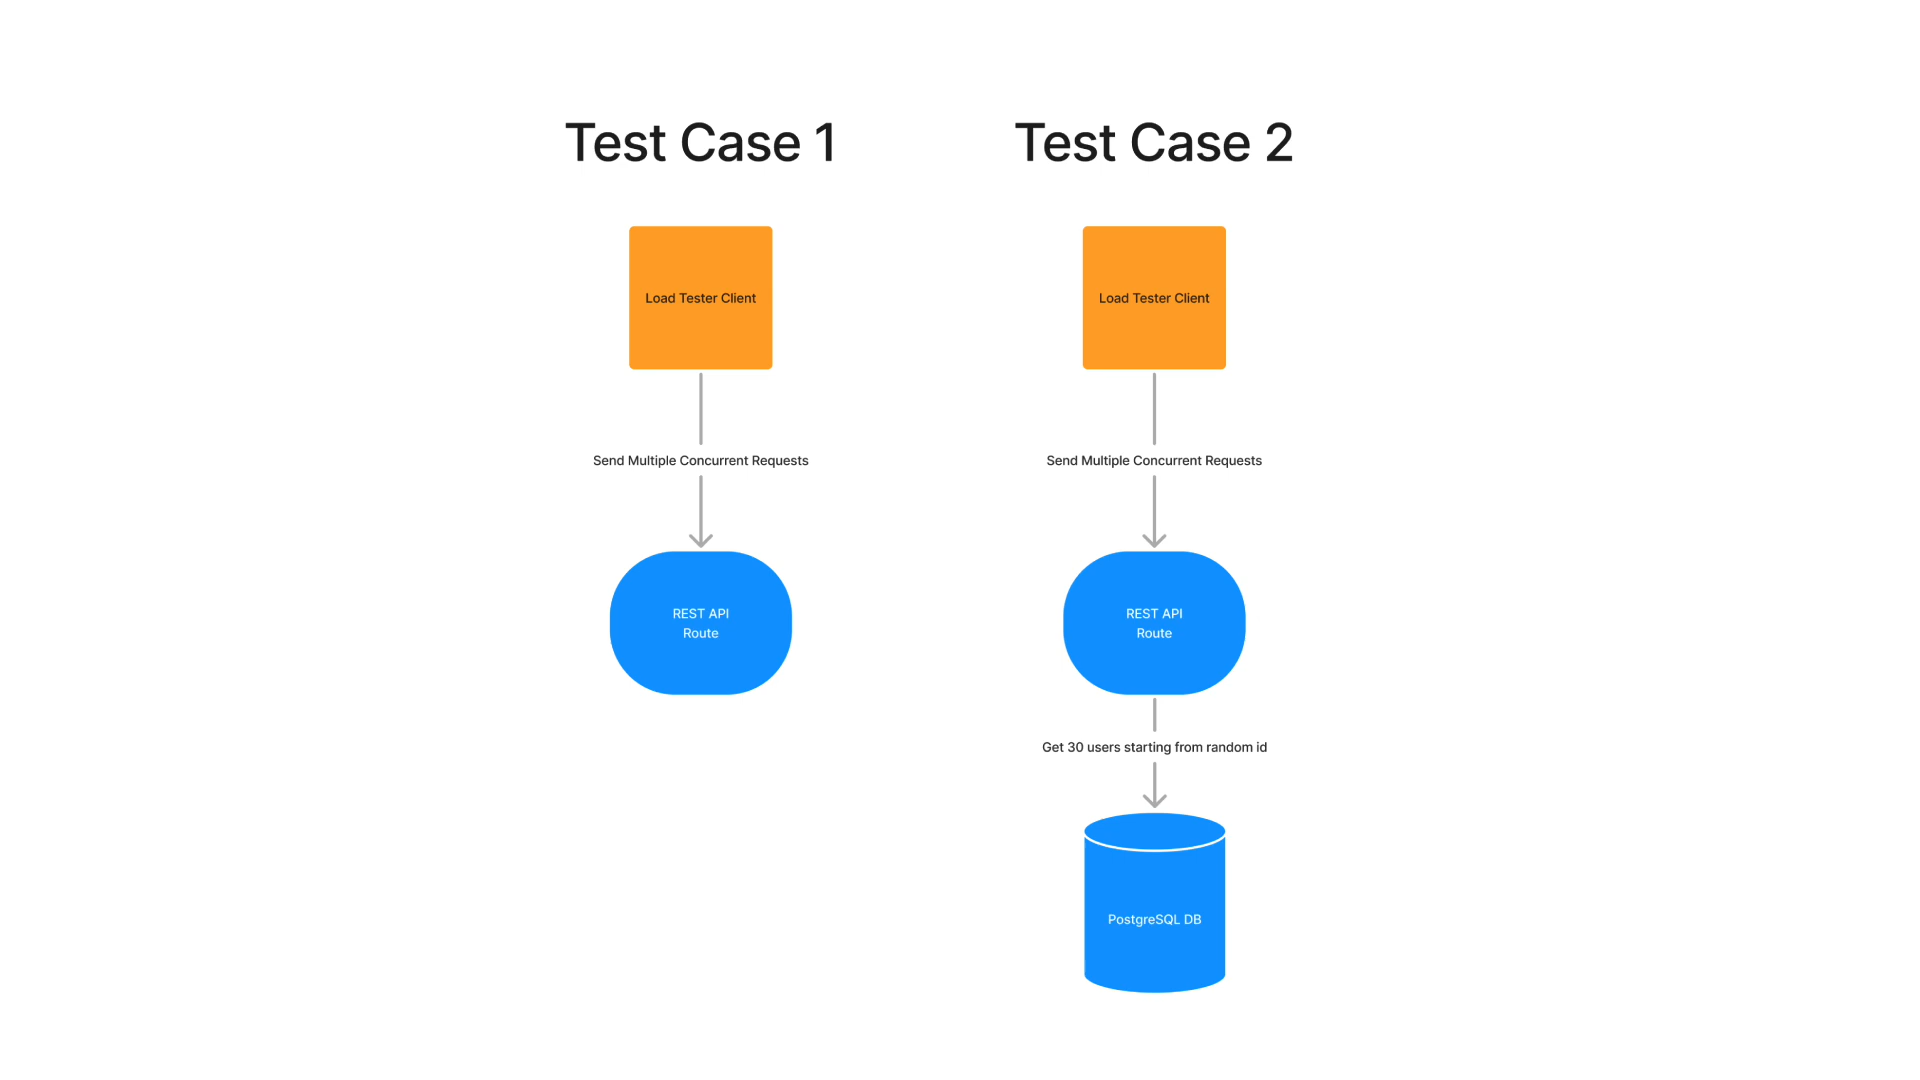 Test Case 1
Load Tester Client
Send Multiple Concurrent Requests
REST API
Route
Test Case 2
Load Tester Client
Send Multiple Concurrent Requests
REST API
Route
Get 30 users starting from random id
PostgreSQL DB